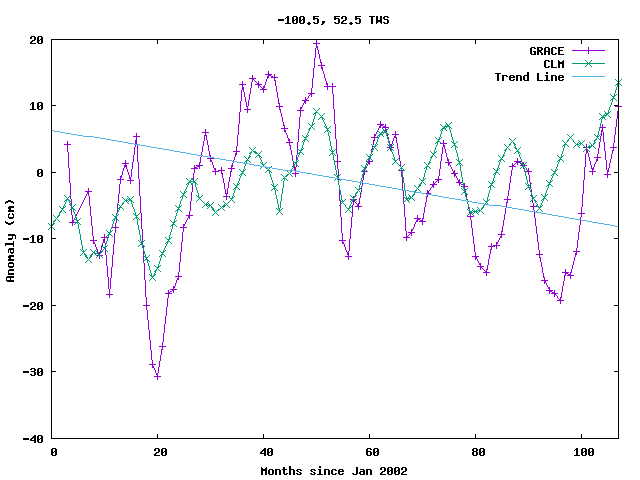 -100.5, 52.5 TWS
GRACE
CLM
Trend Line
20
10
0
-10
-20
-30
-40
Anomaly (cm)
0 20 40 60 80 100
Months since Jan 2002